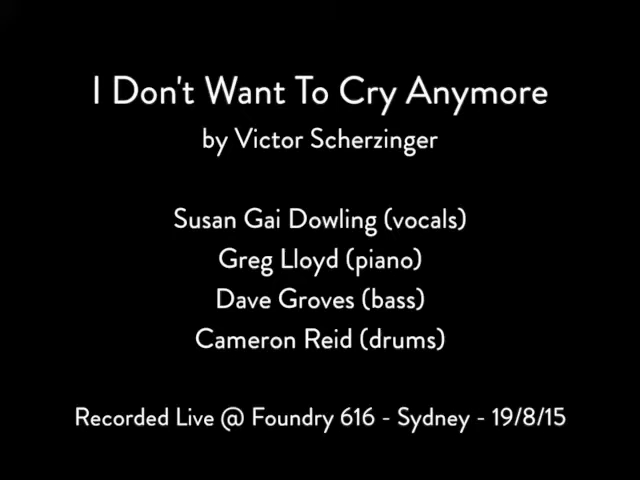 I Don't Want To Cry Anymore
by Victor Scherzinger
Susan Gai Dowling (vocals)
Greg Lloyd (piano)
Dave Groves (bass)
Cameron Reid (drums)
Recorded Live @ Foundry 616 - Sydney - 19/8/15